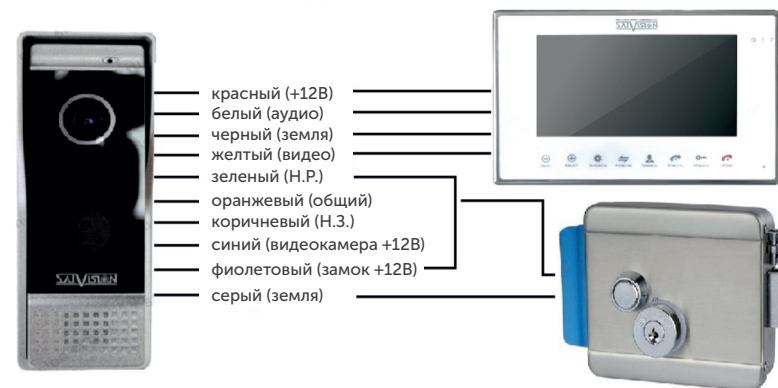 SATVISION
красный (+12В)
белый (аудио)
черный (земля)
желтый (видео)
зеленый (Н.Р.)
оранжевый (общий)
коричневый (Н.З.)
синий (видеокамера +12В)
фиолетовый (замок +12В)
серый (земля)
SATVISION